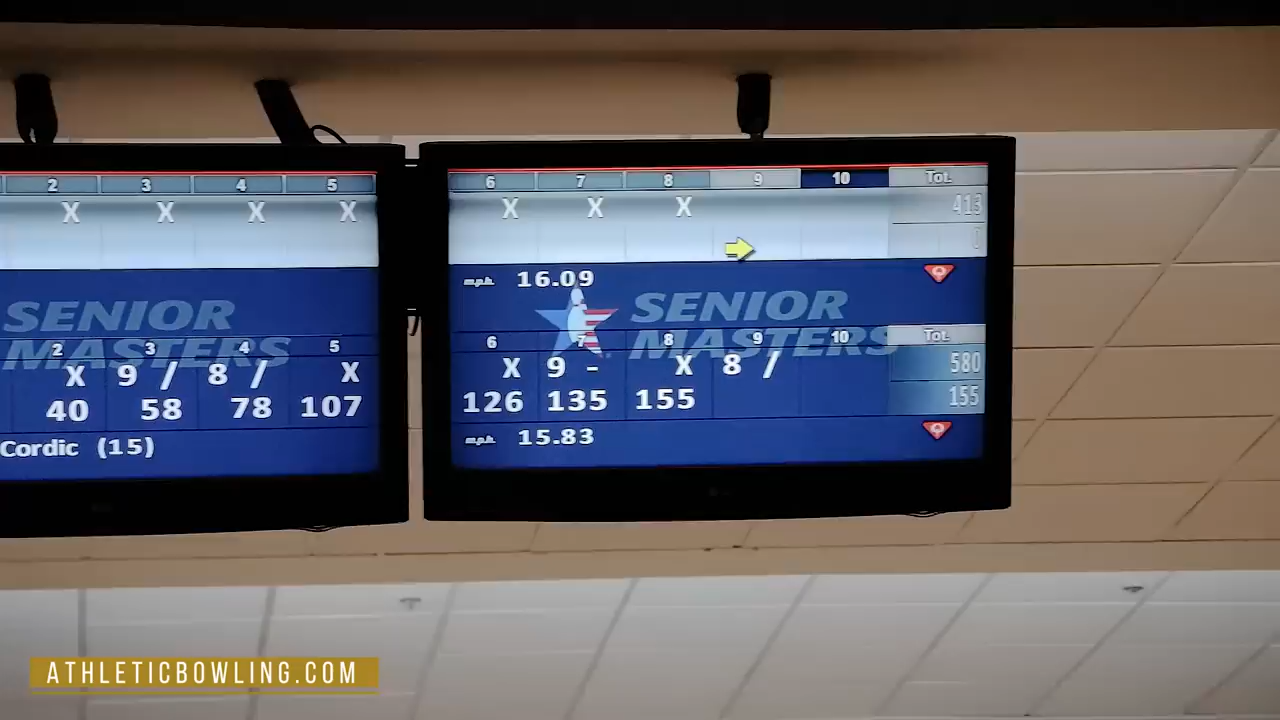 2 3 4 5
X X X X
SENIOR
MASTERS
2 3 4 5
X 9 / 8 / X
40 58 78 107
Cordic (15)
6 7 8 9 10 TOT.
X X X 413
0
m.p.h. 16.09
SENIOR
MASTERS
6 7 8 9 10 TOT.
X 9 - X 8 / 580
126 135 155 155
m.p.h. 15.83
ATHLETICBOWLING.COM